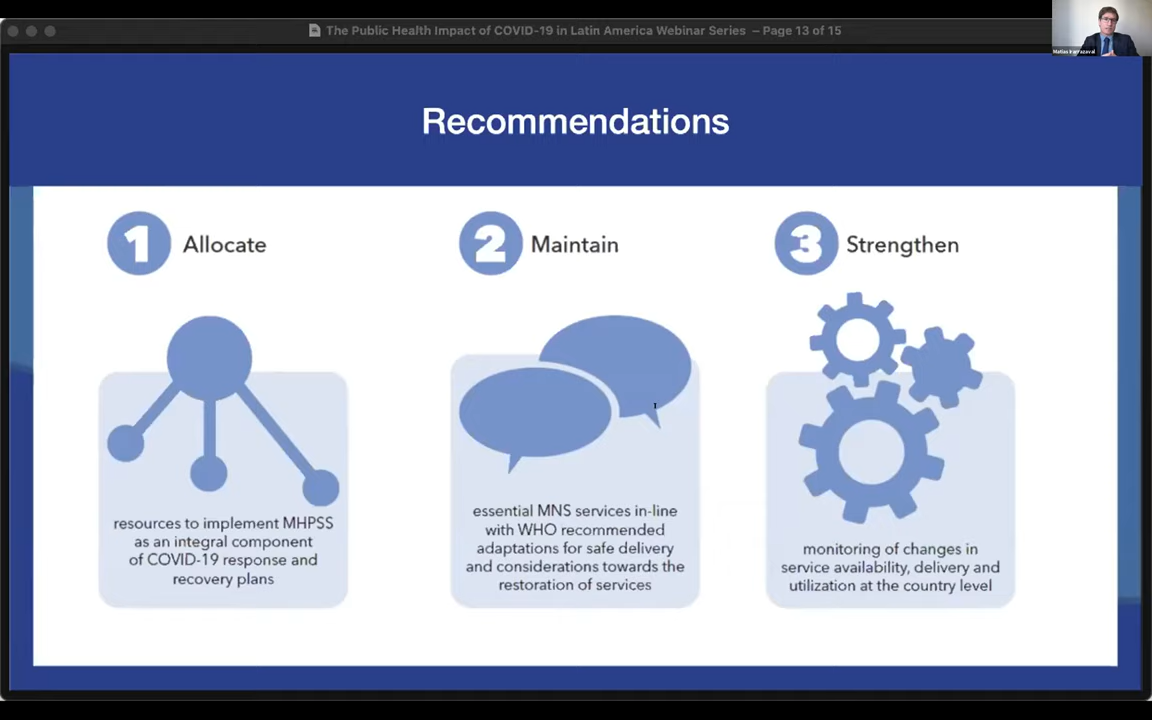 The Public Health Impact of COVID-19 in Latin America Webinar Series – Page 13 of 15
Recommendations
1 Allocate
resources to implement MHPSS
as an integral component
of COVID-19 response and
recovery plans
2 Maintain
essential MNS services in-line
with WHO recommended
adaptations for safe delivery
and considerations towards the
restoration of services
3 Strengthen
monitoring of changes in
service availability, delivery and
utilization at the country level